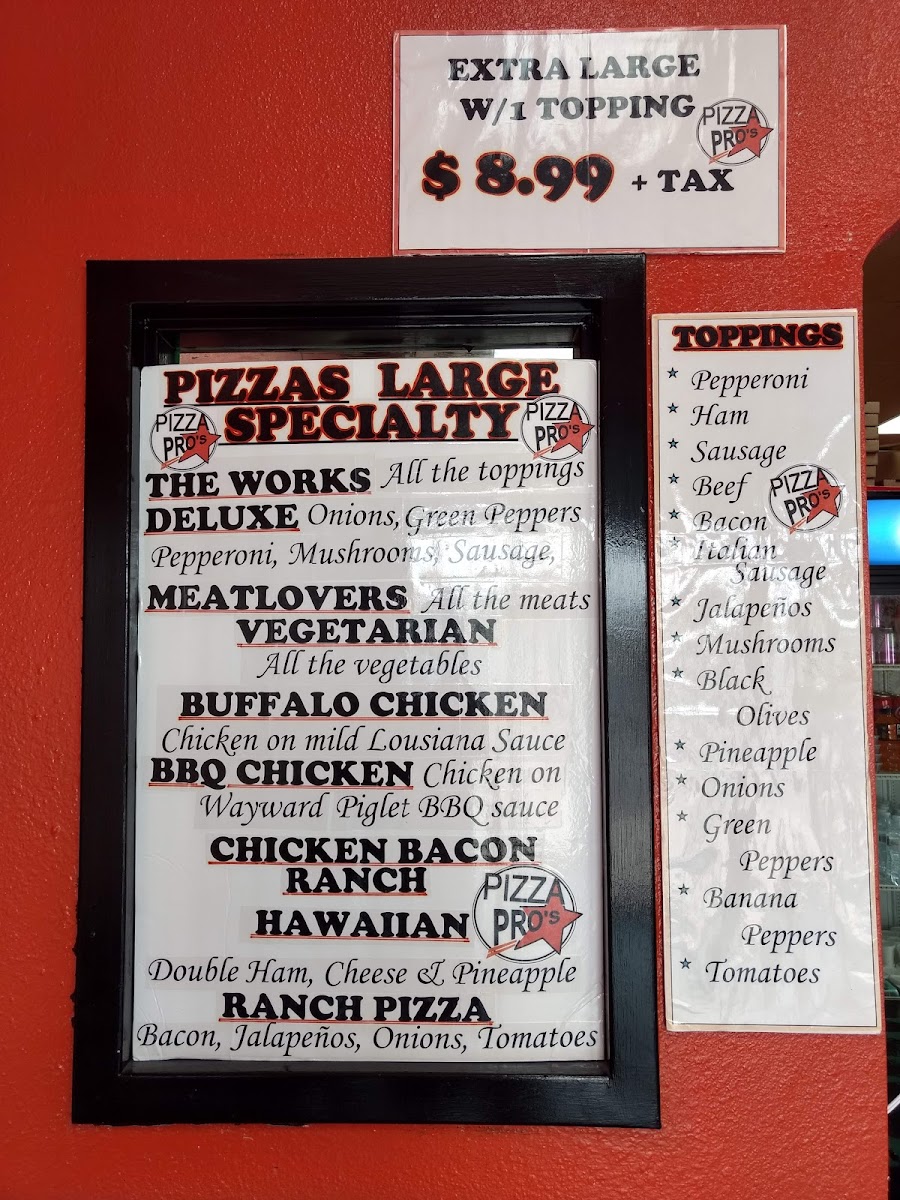 EXTRA LARGE
W/1 TOPPING
PIZZA
PRO's
$ 8.99 + TAX
PIZZAS LARGE
SPECIALTY
PIZZA
PRO's
PIZZA
PRO's
THE WORKS All the toppings
DELUXE Onions, Green Peppers
Pepperoni, Mushrooms, Sausage,
MEATLOVERS All the meats
VEGETARIAN
All the vegetables
BUFFALO CHICKEN
Chicken on mild Lousiana Sauce
BBQ CHICKEN Chicken on
Wayward Piglet BBQ sauce
CHICKEN BACON
RANCH
HAWAIIAN
PIZZA
PRO's
Double Ham, Cheese & Pineapple
RANCH PIZZA
Bacon, Jalapeños, Onions, Tomatoes
TOPPINGS
* Pepperoni
* Ham
* Sausage
* Beef
PIZZA
PRO's
* Bacon
* Italian
Sausage
* Jalapeños
* Mushrooms
* Black
Olives
* Pineapple
* Onions
* Green
Peppers
* Banana
Peppers
* Tomatoes